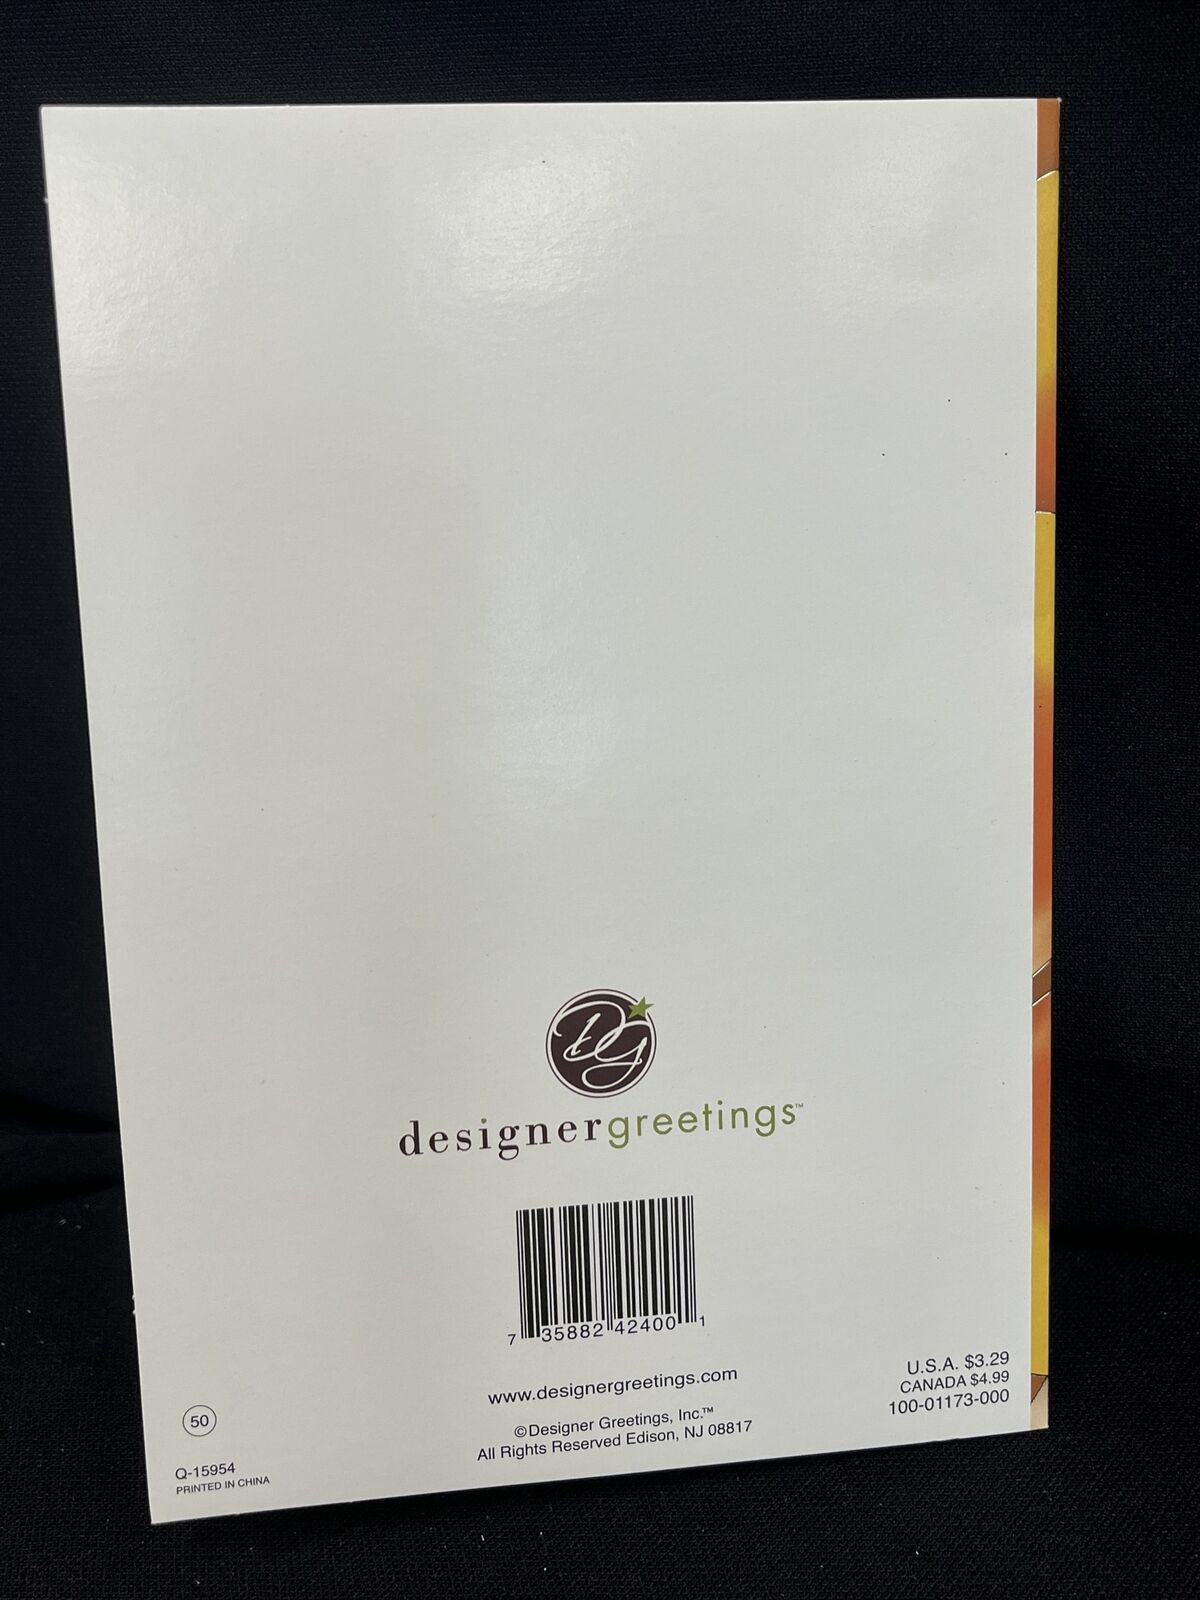 DG
designergreetings™
7 35882 42400 1
www.designergreetings.com
©Designer Greetings, Inc.™
All Rights Reserved Edison, NJ 08817
U.S.A. $3.29
CANADA $4.99
100-01173-000
50
Q-15954
PRINTED IN CHINA